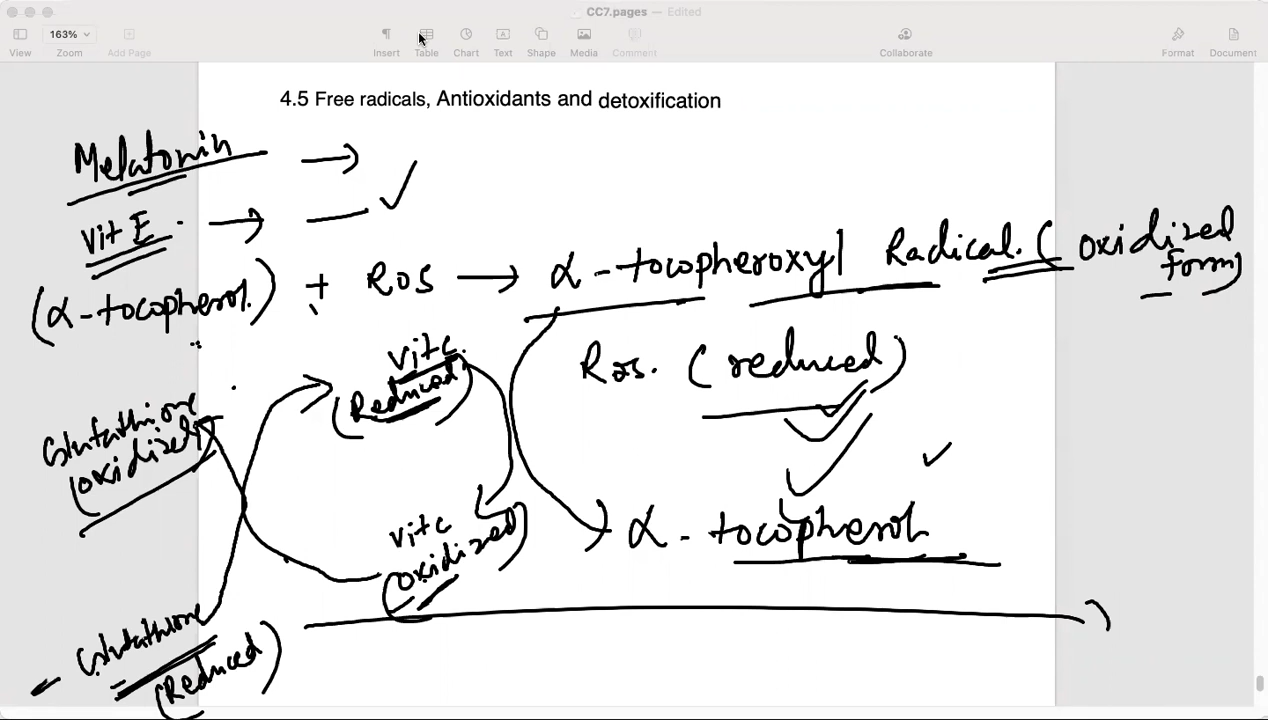 CC7.pages — Edited
163%
View Zoom Add Page Insert Table Chart Text Shape Media Comment Collaborate Format Document
4.5 Free radicals, Antioxidants and detoxification
Melatonin →
Vit E → — ✓
(α-tocopherol) + ROS → α-tocopheroxyl Radical. (oxidized form)
Ros. (reduced)
Vit c.
(Reduced)
Glutathione
(oxidized)
α-tocopherol
Vit c
(oxidized)
Glutathione
(Reduced)